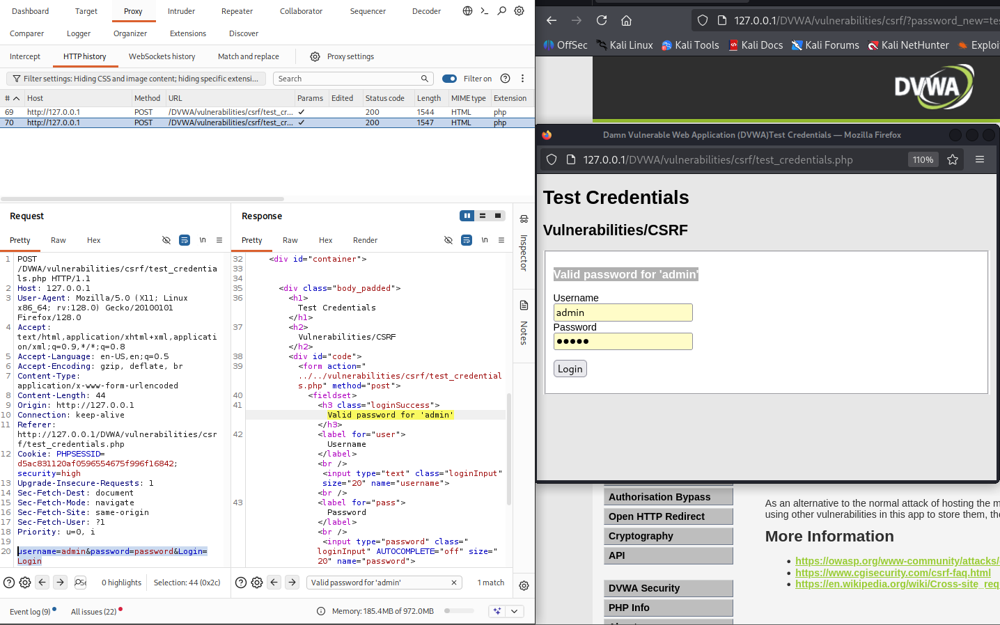 Dashboard Target Proxy Intruder Repeater Collaborator Sequencer Decoder
Comparer Logger Organizer Extensions Discover
Intercept HTTP history WebSockets history Match and replace Proxy settings
Filter settings: Hiding CSS and image content; hiding specific extensi... Search Filter on
# Host Method URL Params Edited Status code Length MIME type Extension
69 http://127.0.0.1 POST /DVWA/vulnerabilities/csrf/test_cr... ✓ 200 1544 HTML php
70 http://127.0.0.1 POST /DVWA/vulnerabilities/csrf/test_cr... ✓ 200 1547 HTML php
Request
Pretty Raw Hex \n
1 POST
/DVWA/vulnerabilities/csrf/test_credentia
ls.php HTTP/1.1
2 Host: 127.0.0.1
3 User-Agent: Mozilla/5.0 (X11; Linux
x86_64; rv:128.0) Gecko/20100101
Firefox/128.0
4 Accept:
text/html,application/xhtml+xml,applicati
on/xml;q=0.9,*/*;q=0.8
5 Accept-Language: en-US,en;q=0.5
6 Accept-Encoding: gzip, deflate, br
7 Content-Type:
application/x-www-form-urlencoded
8 Content-Length: 44
9 Origin: http://127.0.0.1
10 Connection: keep-alive
11 Referer:
http://127.0.0.1/DVWA/vulnerabilities/csr
f/test_credentials.php
12 Cookie: PHPSESSID=
d5ac831120af0596554675f996f16842;
security=high
13 Upgrade-Insecure-Requests: 1
14 Sec-Fetch-Dest: document
15 Sec-Fetch-Mode: navigate
16 Sec-Fetch-Site: same-origin
17 Sec-Fetch-User: ?1
18 Priority: u=0, i
19
20 username=admin&password=password&Login=
Login
0 highlights Selection: 44 (0x2c)
Response
Pretty Raw Hex Render \n
32 <div id="container">
33
34
35 <div class="body_padded">
36 <h1>
Test Credentials
</h1>
37 <h2>
Vulnerabilities/CSRF
</h2>
38 <div id="code">
39 <form action="
../../vulnerabilities/csrf/test_credential
s.php" method="post">
40 <fieldset>
41 <h3 class="loginSuccess">
Valid password for 'admin'
</h3>
42 <label for="user">
Username
</label>
<br />
<input type="text" class="loginInput"
size="20" name="username">
<br />
43 <label for="pass">
Password
</label>
<br />
<input type="password" class="
loginInput" AUTOCOMPLETE="off" size="
20" name="password">
Valid password for 'admin' 1 match
Inspector
Notes
Event log (9) All issues (22) Memory: 185.4MB of 972.0MB
127.0.0.1/DVWA/vulnerabilities/csrf/?password_new=tes
OffSec Kali Linux Kali Tools Kali Docs Kali Forums Kali NetHunter Exploi
DVWA
Damn Vulnerable Web Application (DVWA)Test Credentials — Mozilla Firefox
127.0.0.1/DVWA/vulnerabilities/csrf/test_credentials.php 110%
Test Credentials
Vulnerabilities/CSRF
Valid password for 'admin'
Username
admin
Password
●●●●●
Login
Authorisation Bypass
Open HTTP Redirect
Cryptography
API
DVWA Security
PHP Info
As an alternative to the normal attack of hosting the m
using other vulnerabilities in this app to store them, the
More Information
• https://owasp.org/www-community/attacks/
• https://www.cgisecurity.com/csrf-faq.html
• https://en.wikipedia.org/wiki/Cross-site_req